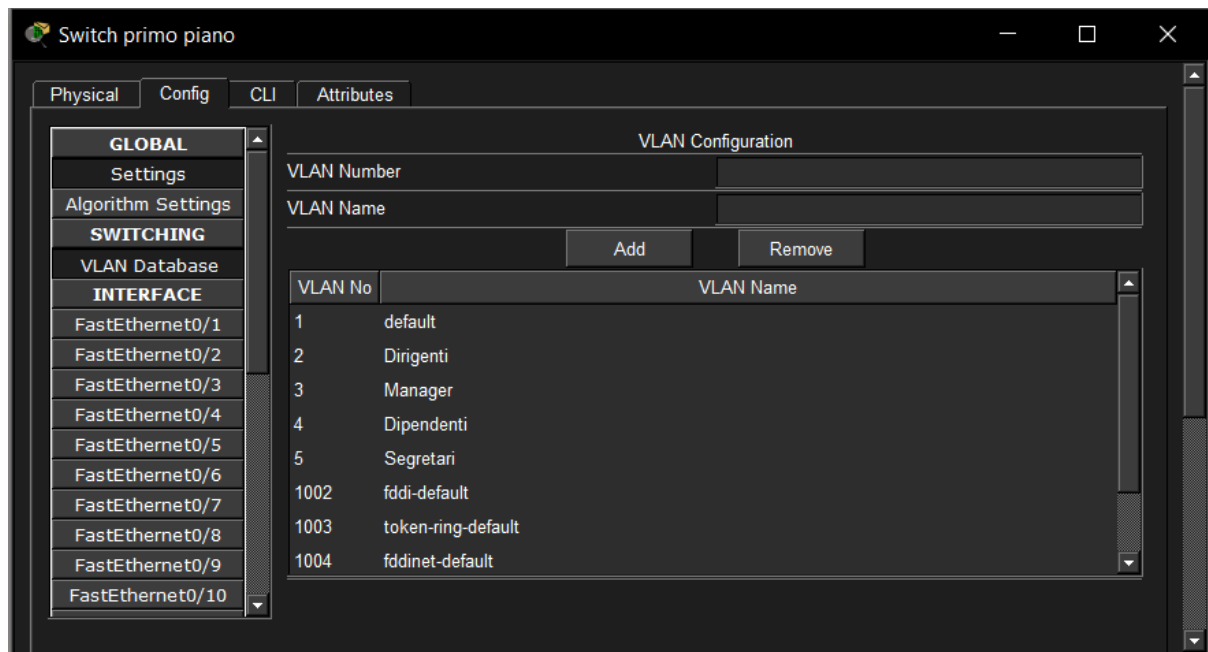 Switch primo piano
Physical Config CLI Attributes
GLOBAL
Settings
Algorithm Settings
SWITCHING
VLAN Database
INTERFACE
FastEthernet0/1
FastEthernet0/2
FastEthernet0/3
FastEthernet0/4
FastEthernet0/5
FastEthernet0/6
FastEthernet0/7
FastEthernet0/8
FastEthernet0/9
FastEthernet0/10
VLAN Configuration
VLAN Number
VLAN Name
Add Remove
VLAN No VLAN Name
1 default
2 Dirigenti
3 Manager
4 Dipendenti
5 Segretari
1002 fddi-default
1003 token-ring-default
1004 fddinet-default